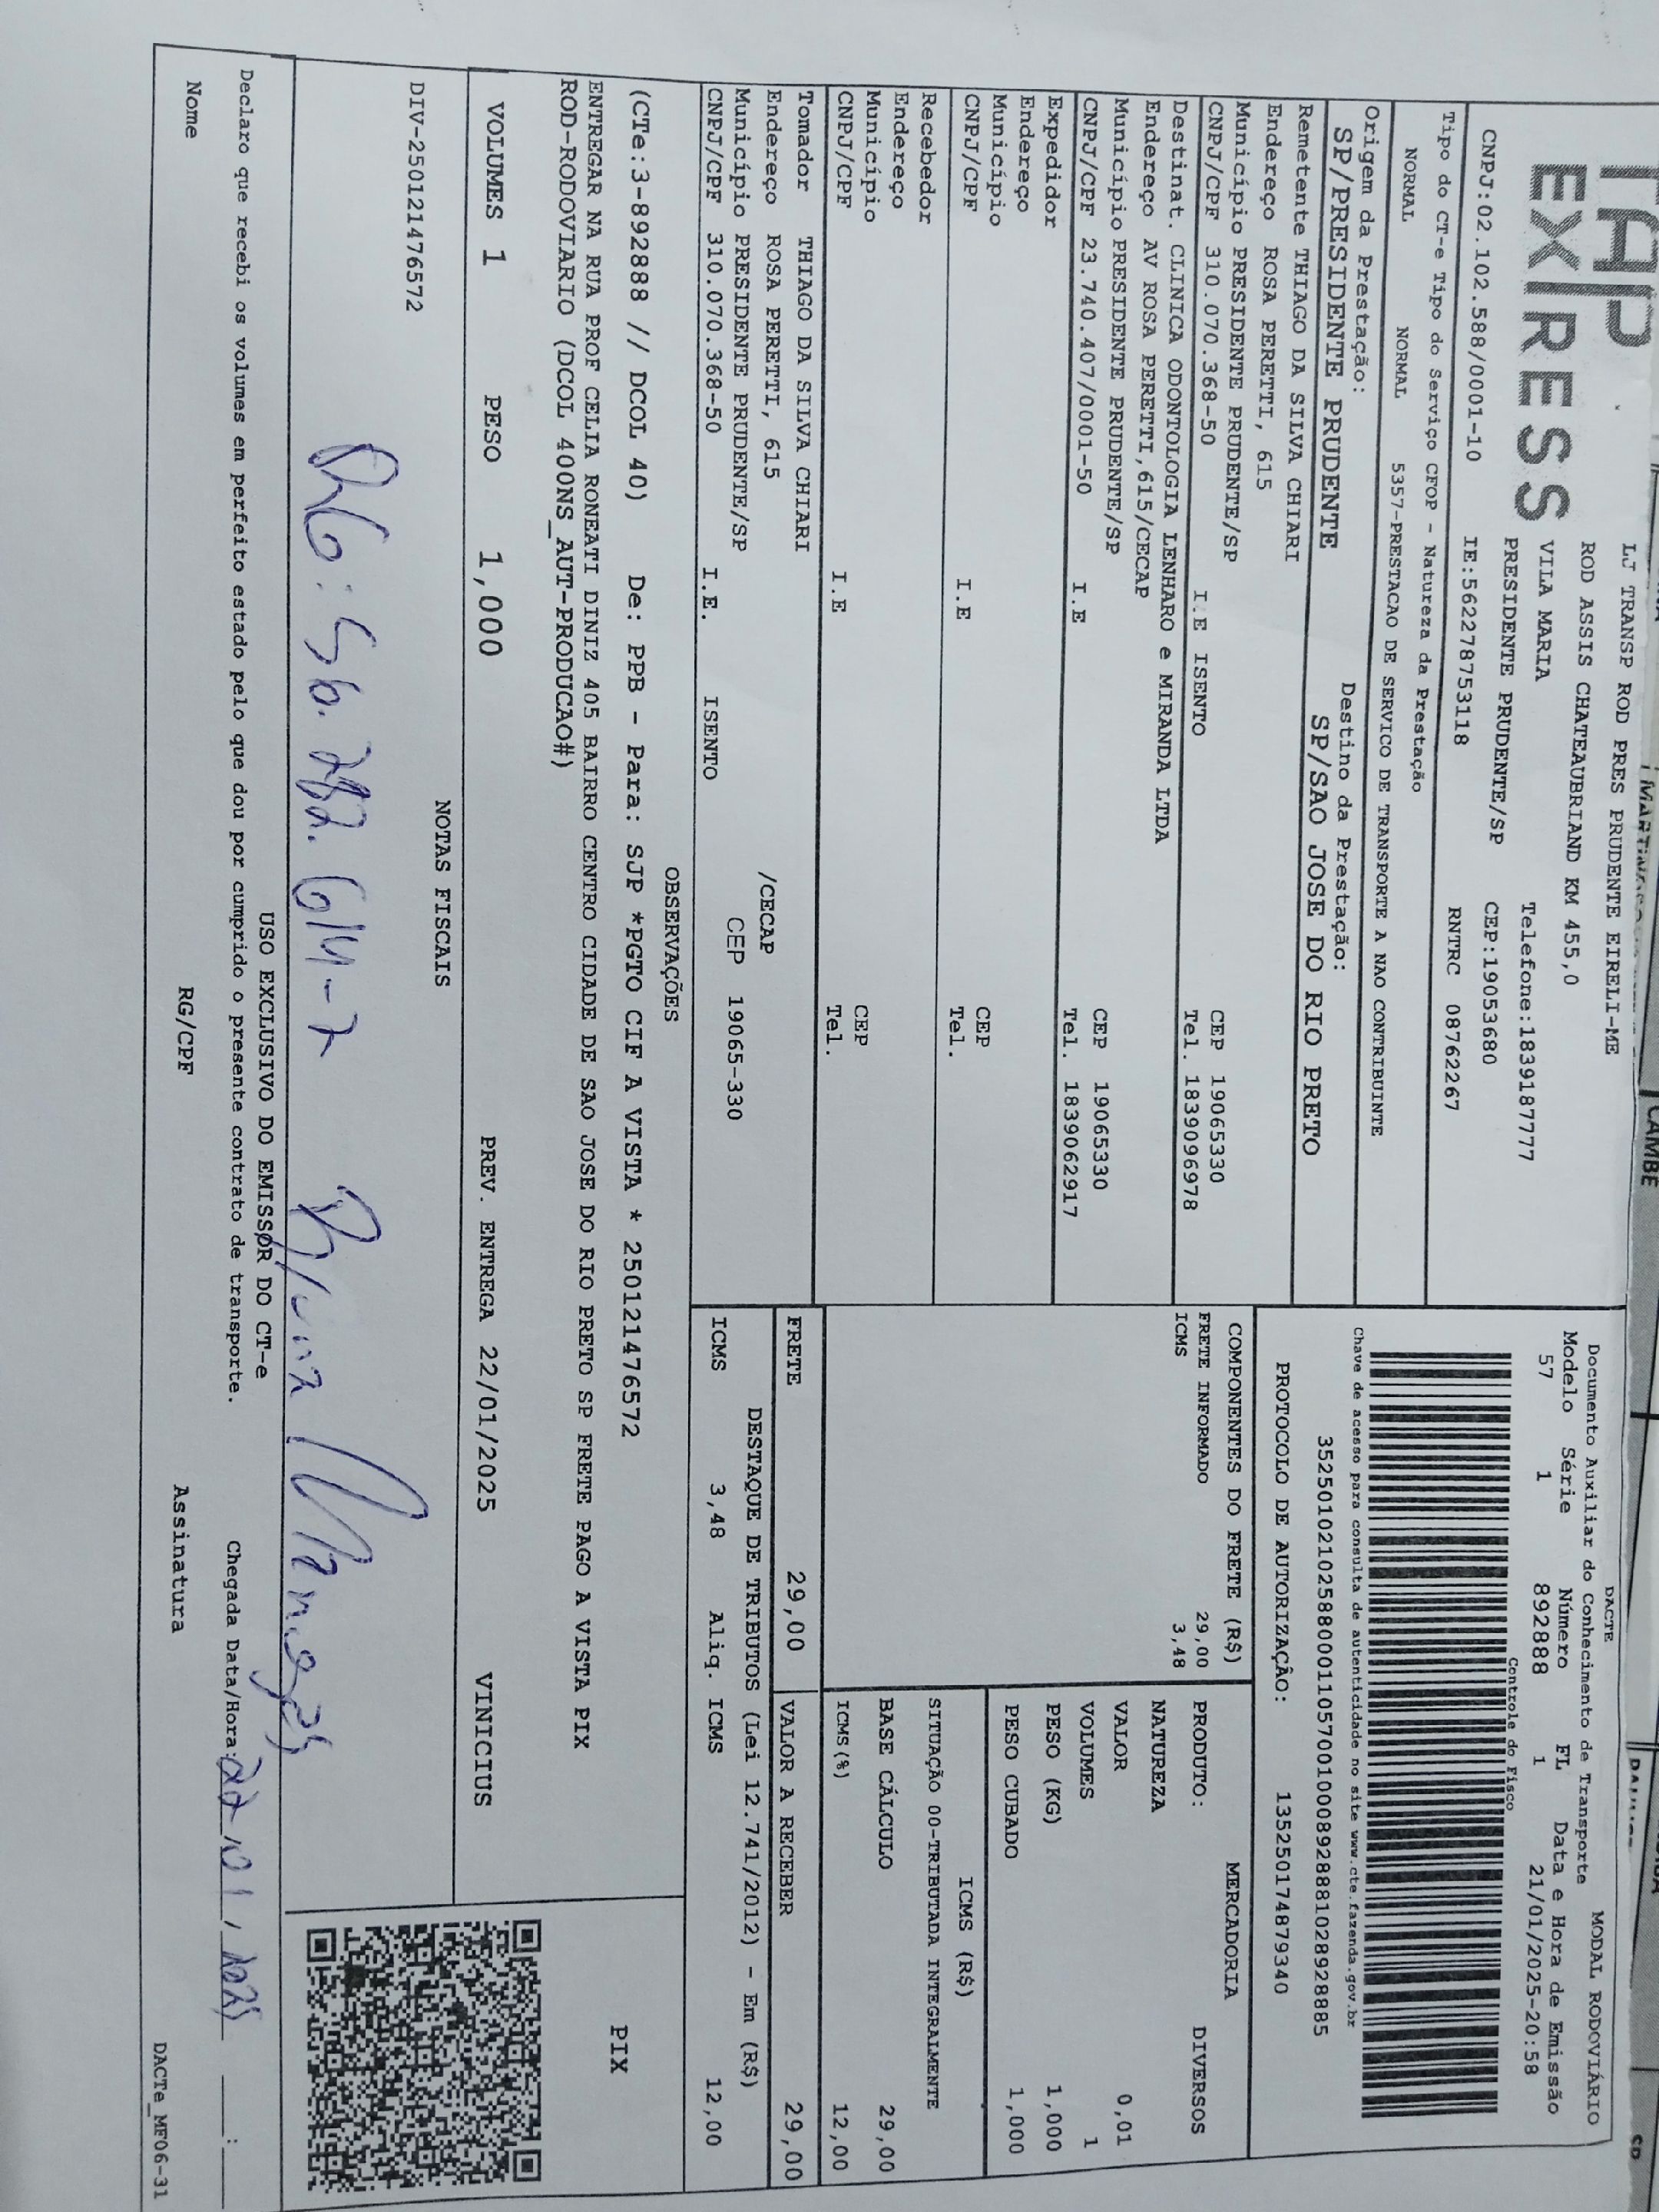 TAP
EXPRESS
LJ TRANSP ROD PRES PRUDENTE EIRELI-ME
ROD ASSIS CHATEAUBRIAND KM 455,0
VILA MARIA Telefone:1839187777
PRESIDENTE PRUDENTE/SP CEP:19053680
CNPJ:02.102.588/0001-10 IE:562278753118 RNTRC 08762267
Tipo do CT-e Tipo do Serviço CFOP - Natureza da Prestação
NORMAL NORMAL 5357-PRESTACAO DE SERVICO DE TRANSPORTE A NAO CONTRIBUINTE
Origem da Prestação: Destino da Prestação:
SP/PRESIDENTE PRUDENTE SP/SAO JOSE DO RIO PRETO
Remetente THIAGO DA SILVA CHIARI
Endereço ROSA PERETTI, 615
Município PRESIDENTE PRUDENTE/SP CEP 19065330
CNPJ/CPF 310.070.368-50 I.E ISENTO Tel. 1839096978
Destinat. CLINICA ODONTOLOGIA LENHARO e MIRANDA LTDA
Endereço AV ROSA PERETTI,615/CECAP
Município PRESIDENTE PRUDENTE/SP CEP 19065330
CNPJ/CPF 23.740.407/0001-50 I.E Tel. 1839062917
Expedidor
Endereço
Município CEP
CNPJ/CPF I.E Tel.
Recebedor
Endereço
Município CEP
CNPJ/CPF I.E Tel.
Tomador THIAGO DA SILVA CHIARI
Endereço ROSA PERETTI, 615 /CECAP
Município PRESIDENTE PRUDENTE/SP CEP 19065-330
CNPJ/CPF 310.070.368-50 I.E. ISENTO
DACTE MODAL RODOVIÁRIO
Documento Auxiliar do Conhecimento de Transporte
Modelo Série Número FL Data e Hora de Emissão
57 1 892888 1 21/01/2025-20:58
Controle do Fisco
Chave de acesso para consulta de autenticidade no site www.cte.fazenda.gov.br
35250102102588000110570010008928881028928885
PROTOCOLO DE AUTORIZAÇÃO: 135250174879340
COMPONENTES DO FRETE (R$)
FRETE INFORMADO 29,00
ICMS 3,48
MERCADORIA
PRODUTO: DIVERSOS
NATUREZA
VALOR 0,01
VOLUMES 1
PESO (KG) 1,000
PESO CUBADO 1,000
ICMS (R$)
SITUAÇÃO 00-TRIBUTADA INTEGRALMENTE
BASE CÁLCULO 29,00
ICMS(%) 12,00
FRETE 29,00 VALOR A RECEBER 29,00
DESTAQUE DE TRIBUTOS (Lei 12.741/2012) - Em (R$)
ICMS 3,48 Aliq. ICMS 12,00
OBSERVAÇÕES
(CTe:3-892888 // DCOL 40) De: PPB - Para: SJP *PGTO CIF A VISTA * 250121476572
ENTREGAR NA RUA PROF CELIA RONEATI DINIZ 405 BAIRRO CENTRO CIDADE DE SAO JOSE DO RIO PRETO SP FRETE PAGO A VISTA PIX
ROD-RODOVIARIO (DCOL 400NS_AUT-PRODUCAO#)
PIX
VOLUMES 1 PESO 1,000 PREV. ENTREGA 22/01/2025 VINICIUS
NOTAS FISCAIS
DIV-250121476572
USO EXCLUSIVO DO EMISSOR DO CT-e
Declaro que recebi os volumes em perfeito estado pelo que dou por cumprido o presente contrato de transporte. Chegada Data/Hora: 22/01/2025 __:__
Nome RG/CPF Assinatura
DACTe_MF06-31